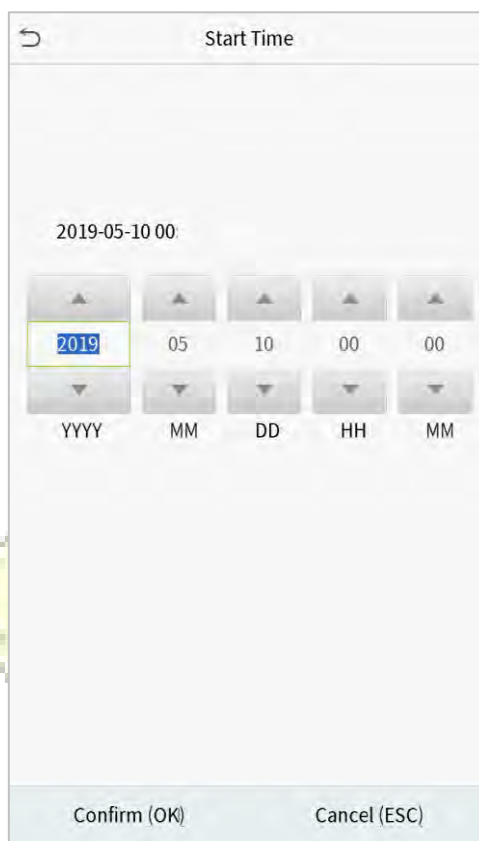 Start Time
2019-05-10 00:
2019 05 10 00 00
YYYY MM DD HH MM
Confirm (OK) Cancel (ESC)